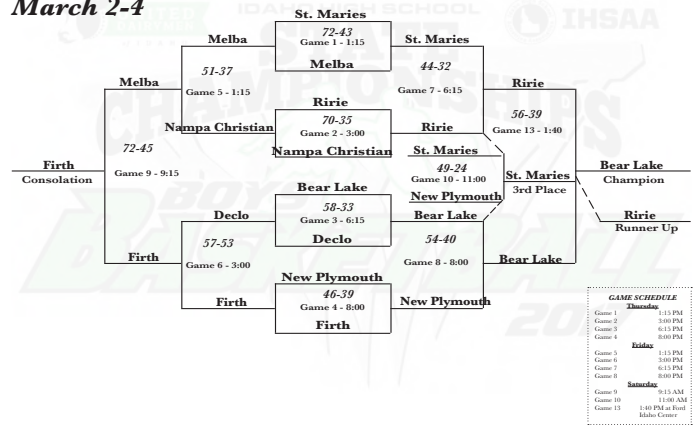 March 2-4
IDAHO HIGH SCHOOL
STATE
CHAMPIONSHIPS
BOYS
BASKETBALL
IHSAA
St. Maries
72-43
Game 1 - 1:15
Melba
Ririe
70-35
Game 2 - 3:00
Nampa Christian
Bear Lake
58-33
Game 3 - 6:15
Declo
New Plymouth
46-39
Game 4 - 8:00
Firth
Melba
51-37
Game 5 - 1:15
Nampa Christian
Declo
57-53
Game 6 - 3:00
Firth
Melba
72-45
Game 9 - 9:15
Firth
Firth
Consolation
St. Maries
44-32
Game 7 - 6:15
Ririe
Bear Lake
54-40
Game 8 - 8:00
New Plymouth
St. Maries
49-24
Game 10 - 11:00
New Plymouth
St. Maries
3rd Place
Ririe
56-39
Game 13 - 1:40
Bear Lake
Bear Lake
Champion
Ririe
Runner Up
GAME SCHEDULE
Thursday
Game 1 1:15 PM
Game 2 3:00 PM
Game 3 6:15 PM
Game 4 8:00 PM
Friday
Game 5 1:15 PM
Game 6 3:00 PM
Game 7 6:15 PM
Game 8 8:00 PM
Saturday
Game 9 9:15 AM
Game 10 11:00 AM
Game 13 1:40 PM at Ford
Idaho Center